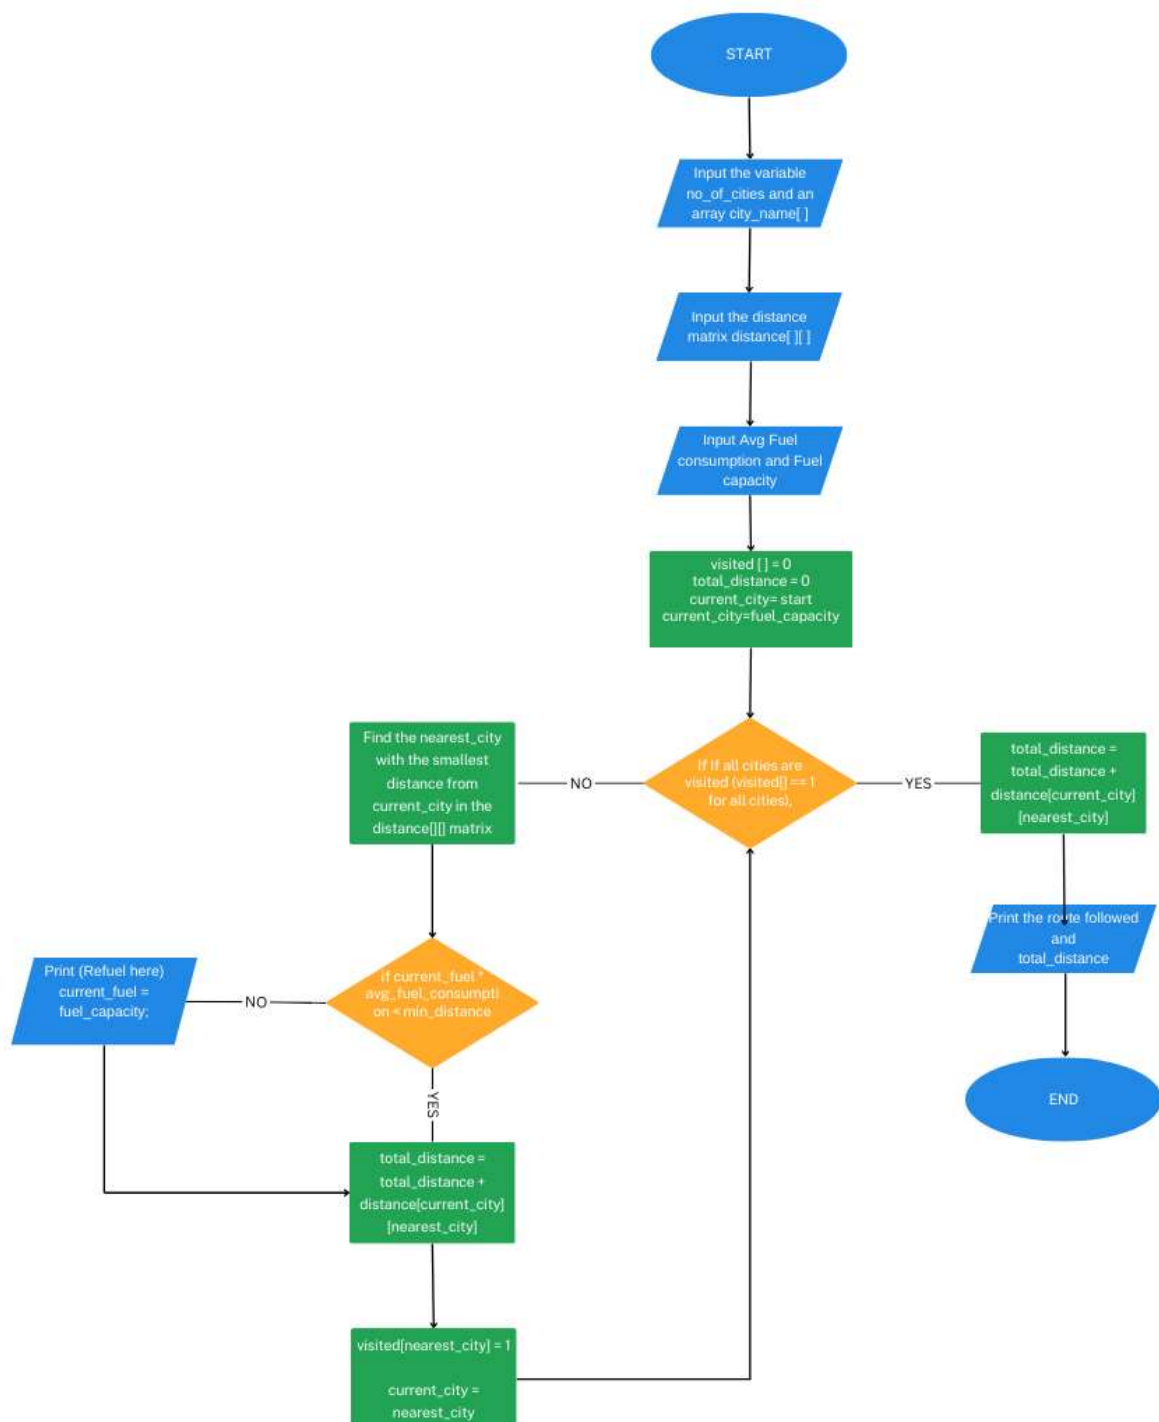 START
Input the variable
no_of_cities and an
array city_name[ ]
Input the distance
matrix distance[ ][ ]
Input Avg Fuel
consumption and Fuel
capacity
visited [ ] = 0
total_distance = 0
current_city= start
current_city=fuel_capacity
If If all cities are
visited (visited[] == 1
for all cities),
NO
Find the nearest_city
with the smallest
distance from
current_city in the
distance[][] matrix
YES
total_distance =
total_distance +
distance[current_city]
[nearest_city]
Print the route followed
and
total_distance
END
if current_fuel *
avg_fuel_consumpti
on < min_distance
NO
Print (Refuel here)
current_fuel =
fuel_capacity;
YES
total_distance =
total_distance +
distance[current_city]
[nearest_city]
visited[nearest_city] = 1
current_city =
nearest_city